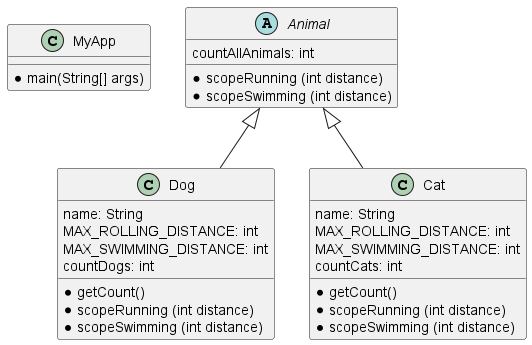 C MyApp
* main(String[] args)
A Animal
countAllAnimals: int
* scopeRunning (int distance)
* scopeSwimming (int distance)
C Dog
name: String
MAX_ROLLING_DISTANCE: int
MAX_SWIMMING_DISTANCE: int
countDogs: int
* getCount()
* scopeRunning (int distance)
* scopeSwimming (int distance)
C Cat
name: String
MAX_ROLLING_DISTANCE: int
MAX_SWIMMING_DISTANCE: int
countCats: int
* getCount()
* scopeRunning (int distance)
* scopeSwimming (int distance)